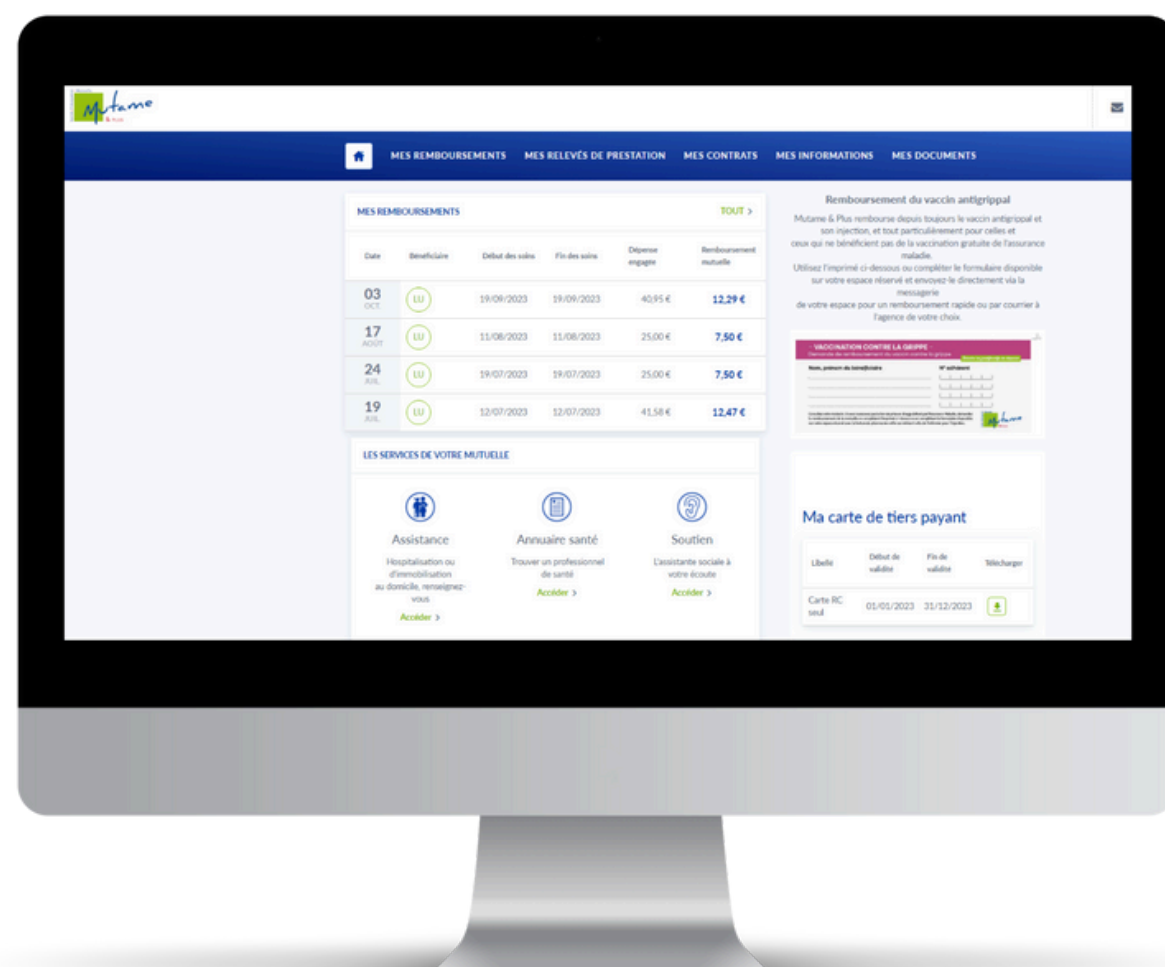 Mutame
& PLUS
MES REMBOURSEMENTS MES RELEVÉS DE PRESTATION MES CONTRATS MES INFORMATIONS MES DOCUMENTS
MES REMBOURSEMENTS TOUT >
Date Bénéficiaire Début des soins Fin des soins Dépense engagée Remboursement mutuelle
03 OCT. LU 19/09/2023 19/09/2023 40,95 € 12,29 €
17 AOÛT LU 11/08/2023 11/08/2023 25,00 € 7,50 €
24 JUIL. LU 19/07/2023 19/07/2023 25,00 € 7,50 €
19 JUIL. LU 12/07/2023 12/07/2023 41,58 € 12,47 €
LES SERVICES DE VOTRE MUTUELLE
Assistance
Hospitalisation ou
d'immobilisation
au domicile, renseignez-
vous
Accéder >
Annuaire santé
Trouver un professionnel
de santé
Accéder >
Soutien
L'assistante sociale à
votre écoute
Accéder >
Remboursement du vaccin antigrippal
Mutame & Plus rembourse depuis toujours le vaccin antigrippal et
son injection, et tout particulièrement pour celles et
ceux qui ne bénéficient pas de la vaccination gratuite de l'assurance
maladie.
Utilisez l'imprimé ci-dessous ou compléter le formulaire disponible
sur votre espace réservé et envoyez-le directement via la
messagerie
de votre espace pour un remboursement rapide ou par courrier à
l'agence de votre choix.
- VACCINATION CONTRE LA GRIPPE -
Demande de remboursement du vaccin contre la grippe
Nom, prénom du bénéficiaire N° adhérent
Mutame
Ma carte de tiers payant
Libellé Début de validité Fin de validité Télécharger
Carte RC seul 01/01/2023 31/12/2023